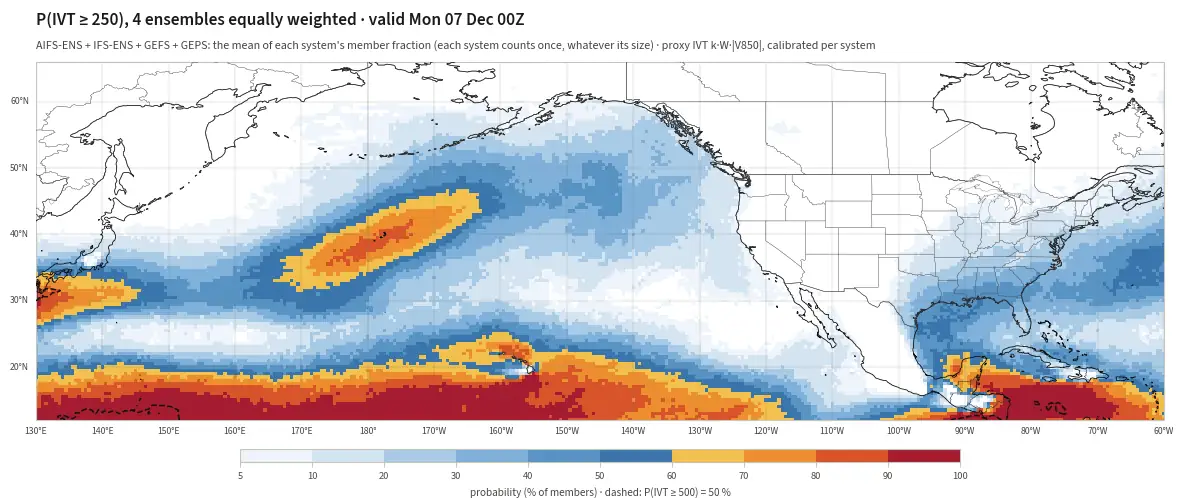 P(IVT ≥ 250), 4 ensembles equally weighted · valid Mon 07 Dec 00Z
AIFS-ENS + IFS-ENS + GEFS + GEPS: the mean of each system's member fraction (each system counts once, whatever its size) · proxy IVT k·W·|V850|, calibrated per system
60°N
50°N
40°N
30°N
20°N
130°E 140°E 150°E 160°E 170°E 180° 170°W 160°W 150°W 140°W 130°W 120°W 110°W 100°W 90°W 80°W 70°W 60°W
5 10 20 30 40 50 60 70 80 90 100
probability (% of members) · dashed: P(IVT ≥ 500) = 50 %